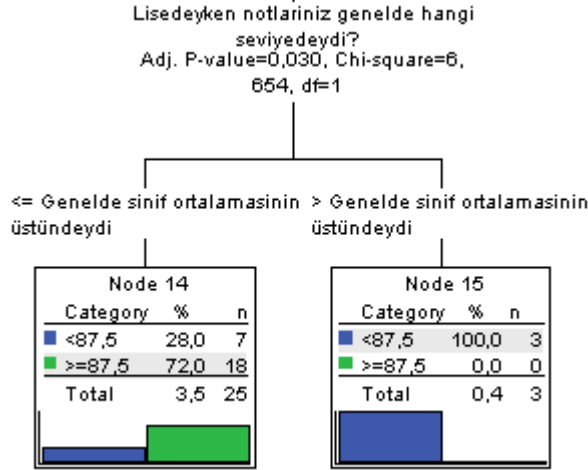 Lisedeyken notlariniz genelde hangi
seviyedeydi?
Adj. P-value=0,030, Chi-square=6,
654, df=1
<= Genelde sinif ortalamasinin
üstündeydi
> Genelde sinif ortalamasinin
üstündeydi
Node 14
Category % n
<87,5 28,0 7
>=87,5 72,0 18
Total 3,5 25
Node 15
Category % n
<87,5 100,0 3
>=87,5 0,0 0
Total 0,4 3